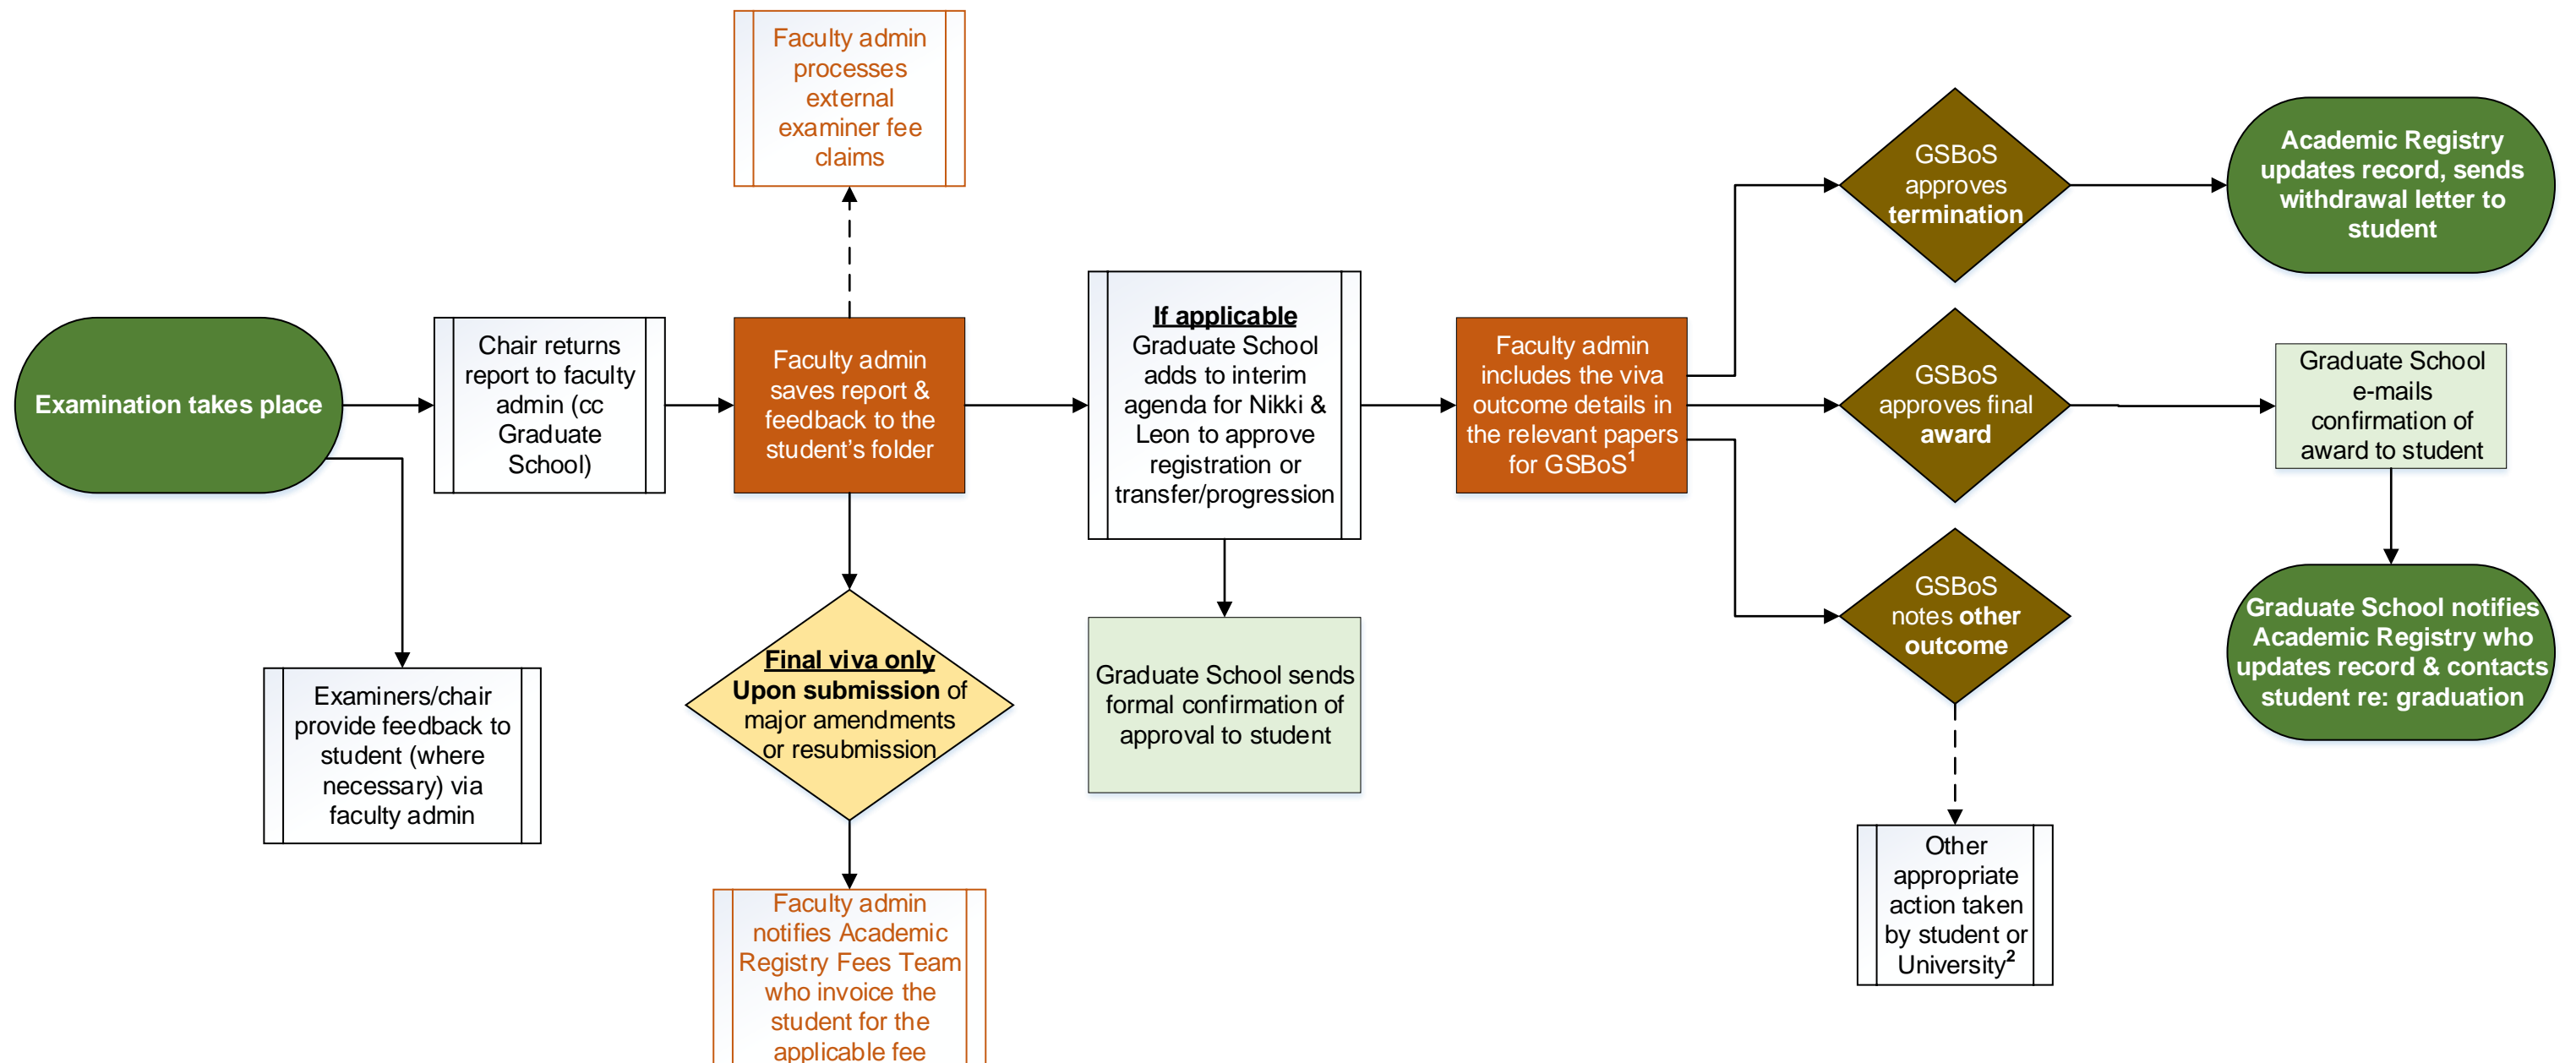 Faculty admin
processes
external
examiner fee
claims
Examination takes place
Chair returns
report to faculty
admin (cc
Graduate
School)
Examiners/chair
provide feedback to
student (where
necessary) via
faculty admin
Faculty admin
saves report &
feedback to the
student’s folder
Final viva only
Upon submission of
major amendments
or resubmission
Faculty admin
notifies Academic
Registry Fees Team
who invoice the
student for the
applicable fee
If applicable
Graduate School
adds to interim
agenda for Nikki &
Leon to approve
registration or
transfer/progression
Graduate School sends
formal confirmation of
approval to student
Faculty admin
includes the viva
outcome details in
the relevant papers
for GSBoS¹
GSBoS
approves
termination
Academic Registry
updates record, sends
withdrawal letter to
student
GSBoS
approves final
award
Graduate School
e-mails
confirmation of
award to student
Graduate School notifies
Academic Registry who
updates record & contacts
student re: graduation
GSBoS
notes other
outcome
Other
appropriate
action taken
by student or
University²